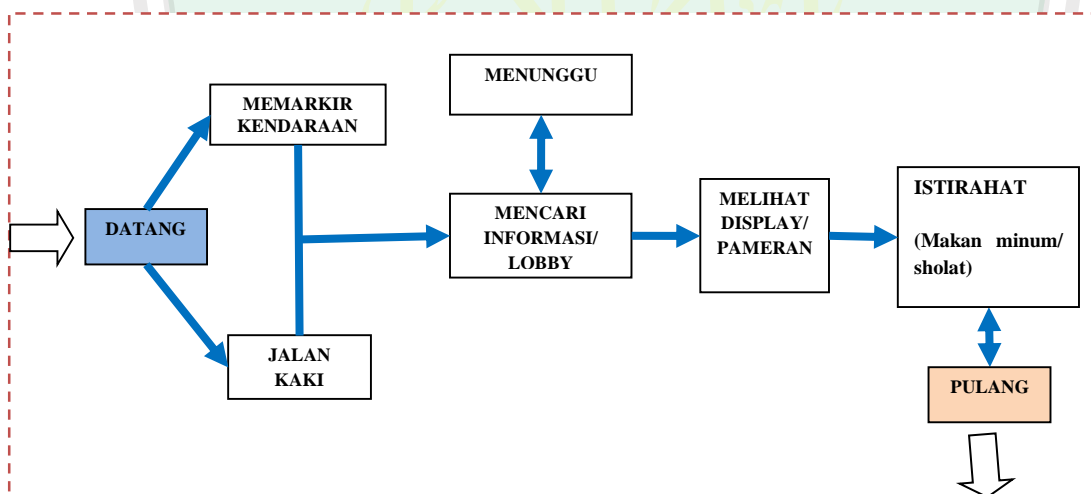 MENUNGGU
MEMARKIR
KENDARAAN
DATANG
MENCARI
INFORMASI/
LOBBY
MELIHAT
DISPLAY/
PAMERAN
ISTIRAHAT
(Makan minum/
sholat)
JALAN
KAKI
PULANG